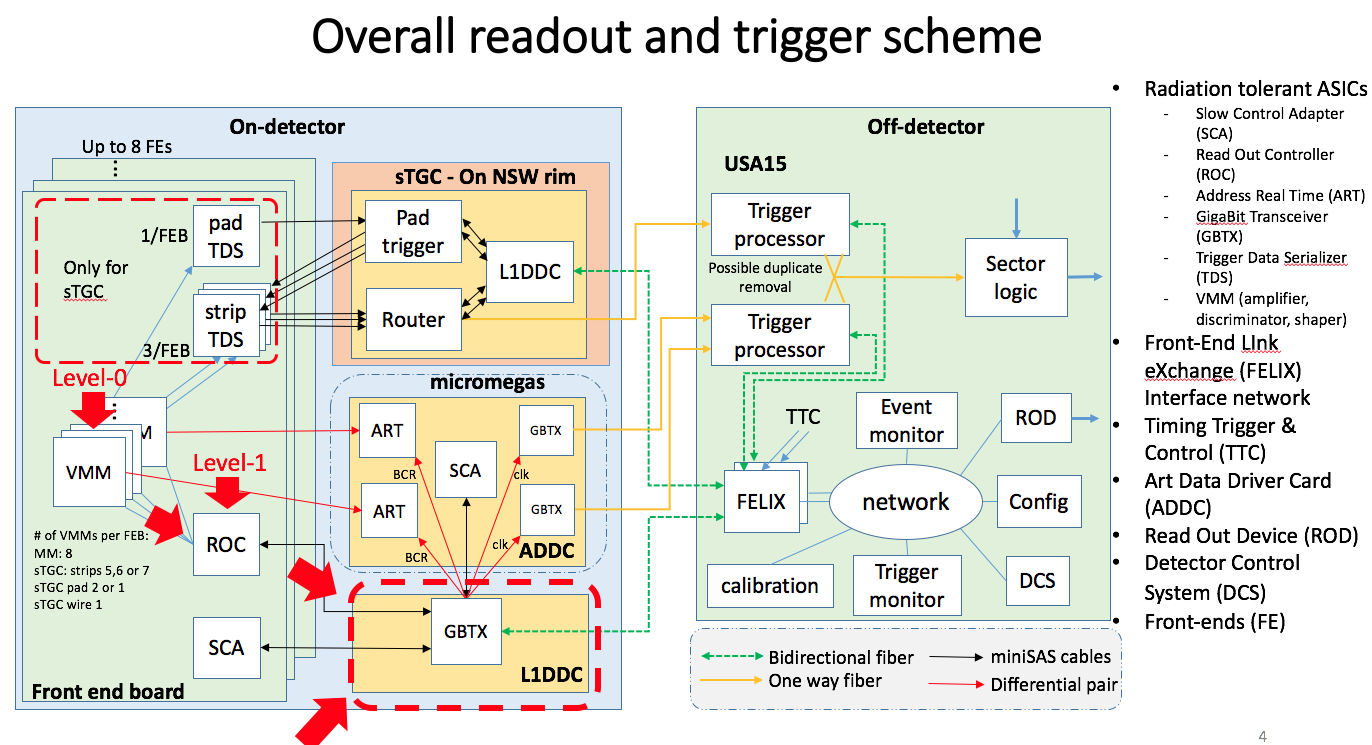 Overall readout and trigger scheme
On-detector
Up to 8 FEs
⋮
pad
TDS
1/FEB
Only for
sTGC
strip
TDS
3/FEB
Level-0
⋮
M
VMM
Level-1
# of VMMs per FEB:
MM: 8
sTGC: strips 5,6 or 7
sTGC pad 2 or 1
sTGC wire 1
ROC
SCA
Front end board
sTGC - On NSW rim
Pad
trigger
L1DDC
Router
micromegas
ART
GBTX
SCA
BCR
clk
ART
GBTX
BCR
clk
ADDC
GBTX
L1DDC
Off-detector
USA15
Trigger
processor
Possible duplicate
removal
Sector
logic
Trigger
processor
TTC
Event
monitor
ROD
FELIX
network
Config
calibration
Trigger
monitor
DCS
Bidirectional fiber
miniSAS cables
One way fiber
Differential pair
• Radiation tolerant ASICs
- Slow Control Adapter
(SCA)
- Read Out Controller
(ROC)
- Address Real Time (ART)
- GigaBit Transceiver
(GBTX)
- Trigger Data Serializer
(TDS)
- VMM (amplifier,
discriminator, shaper)
• Front-End LInk
eXchange (FELIX)
Interface network
• Timing Trigger &
Control (TTC)
• Art Data Driver Card
(ADDC)
• Read Out Device (ROD)
• Detector Control
System (DCS)
• Front-ends (FE)
4